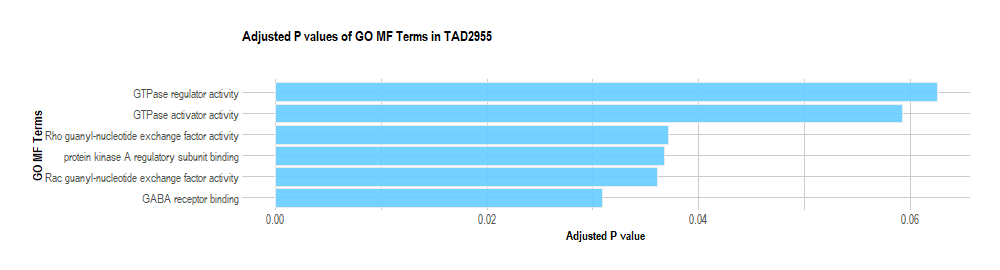 Adjusted P values of GO MF Terms in TAD2955
GO MF Terms
GTPase regulator activity
GTPase activator activity
Rho guanyl-nucleotide exchange factor activity
protein kinase A regulatory subunit binding
Rac guanyl-nucleotide exchange factor activity
GABA receptor binding
0.00 0.02 0.04 0.06
Adjusted P value